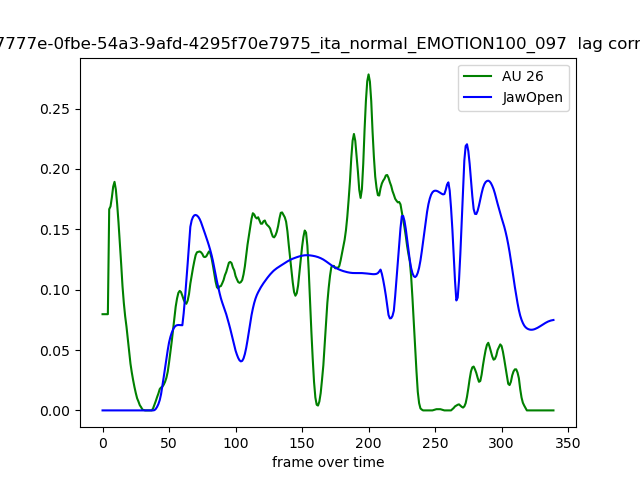 7777e-0fbe-54a3-9afd-4295f70e7975_ita_normal_EMOTION100_097 lag corr
AU 26
JawOpen
0.25
0.20
0.15
0.10
0.05
0.00
0 50 100 150 200 250 300 350
frame over time